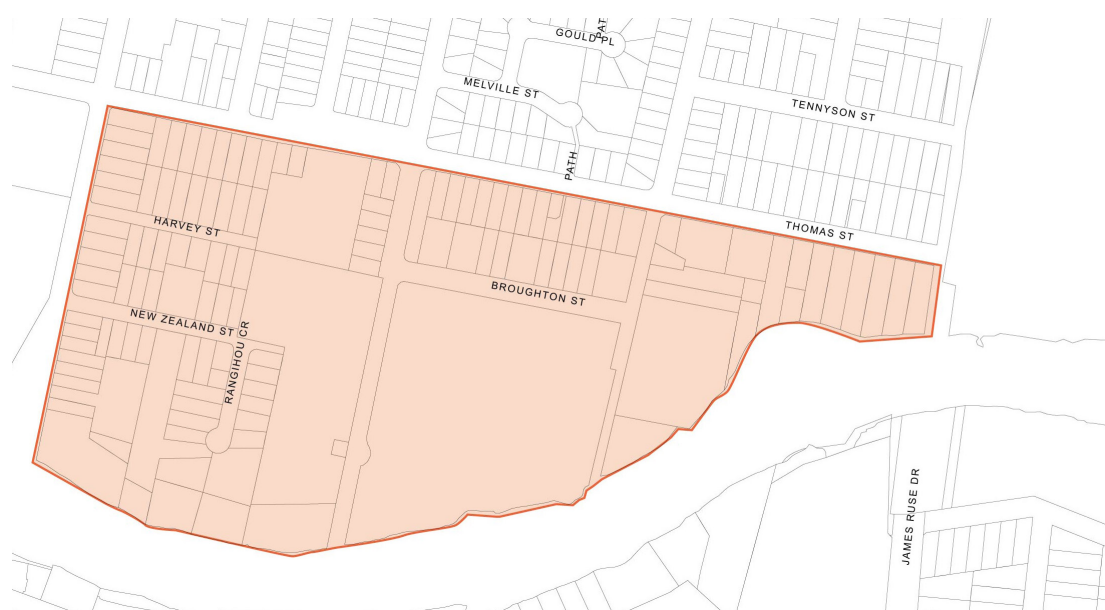 PATH
GOULD PL
MELVILLE ST
TENNYSON ST
PATH
THOMAS ST
HARVEY ST
BROUGHTON ST
NEW ZEALAND ST
RANGIHOU CR
JAMES RUSE DR